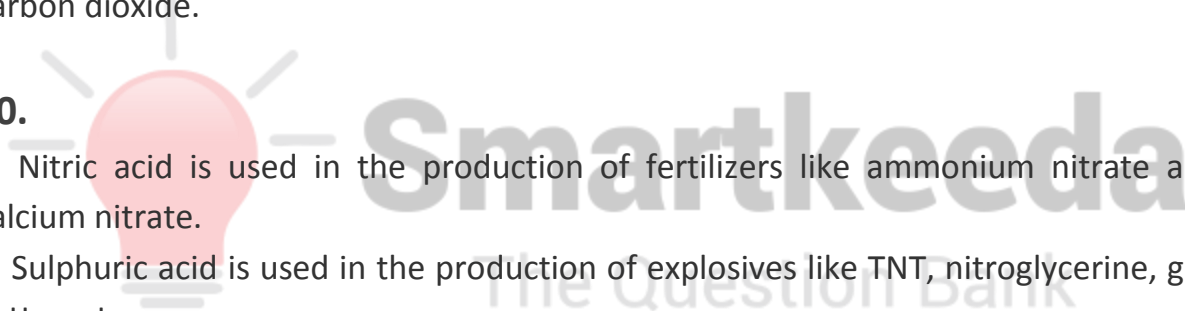 arbon dioxide.
0.
Nitric acid is used in the production of fertilizers like ammonium nitrate a
alcium nitrate.
Sulphuric acid is used in the production of explosives like TNT, nitroglycerine, g
Smartkeeda
The Question Bank